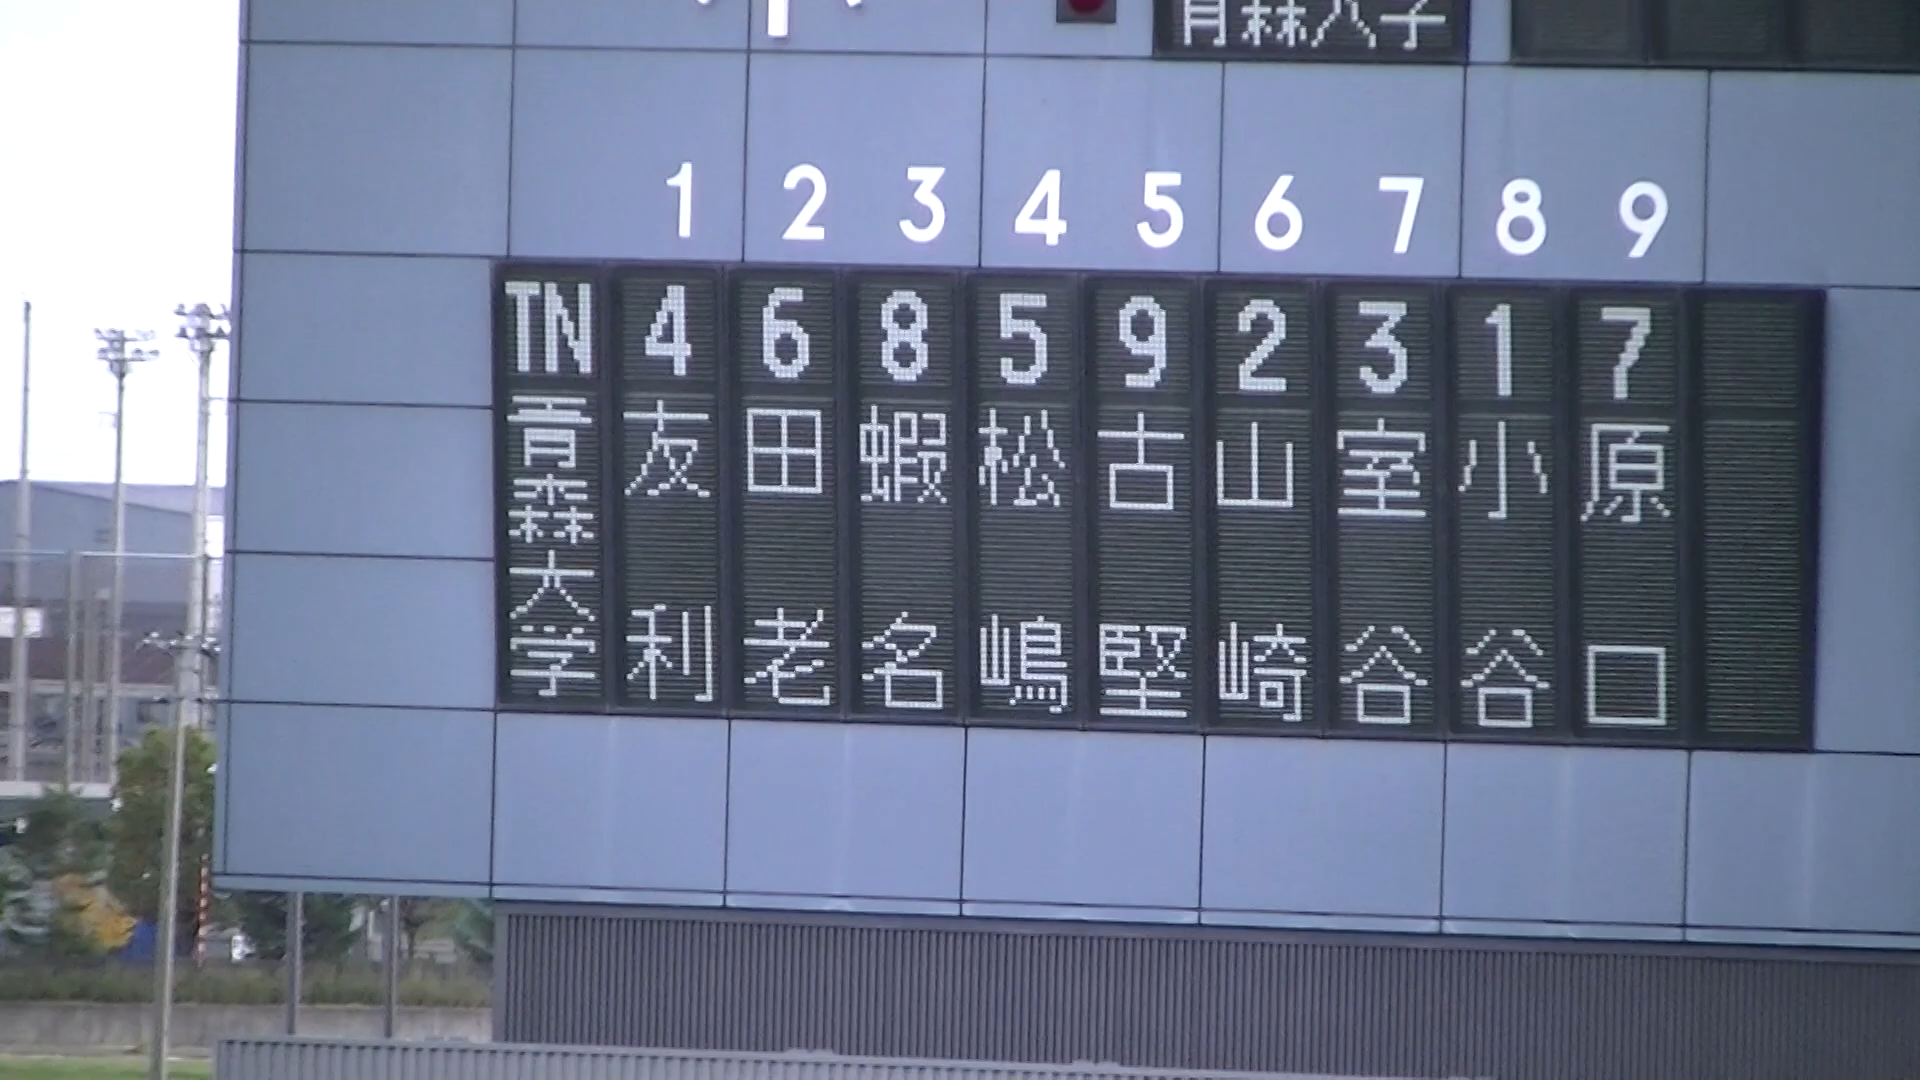 青森大学
1 2 3 4 5 6 7 8 9
TN 4 6 8 5 9 2 3 1 7
青森大学
友利
田老
蝦名
松嶋
古堅
山崎
室谷
小谷
原口